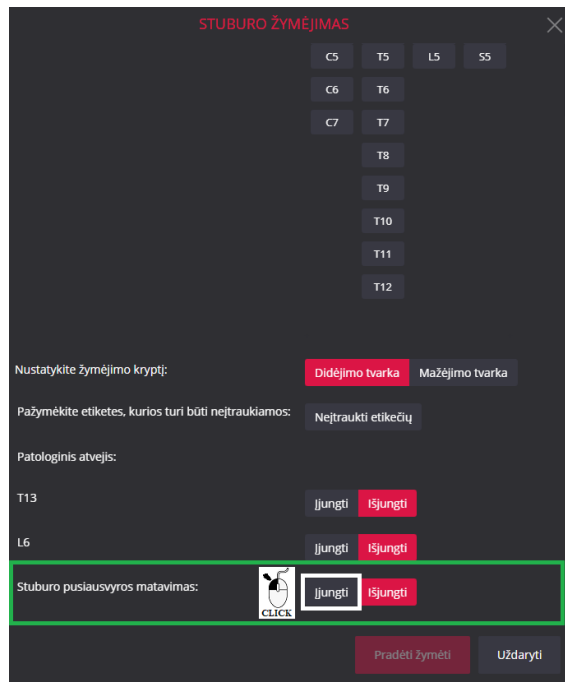 STUBURO ŽYMĖJIMAS
C5 T5 L5 S5
C6 T6
C7 T7
T8
T9
T10
T11
T12
Nustatykite žymėjimo kryptį:
Didėjimo tvarka Mažėjimo tvarka
Pažymėkite etiketes, kurios turi būti neįtraukiamos:
Neįtraukti etikečių
Patologinis atvejis:
T13
Įjungti Išjungti
L6
Įjungti Išjungti
Stuburo pusiausvyros matavimas:
CLICK
Įjungti Išjungti
Pradėti žymėti Uždaryti